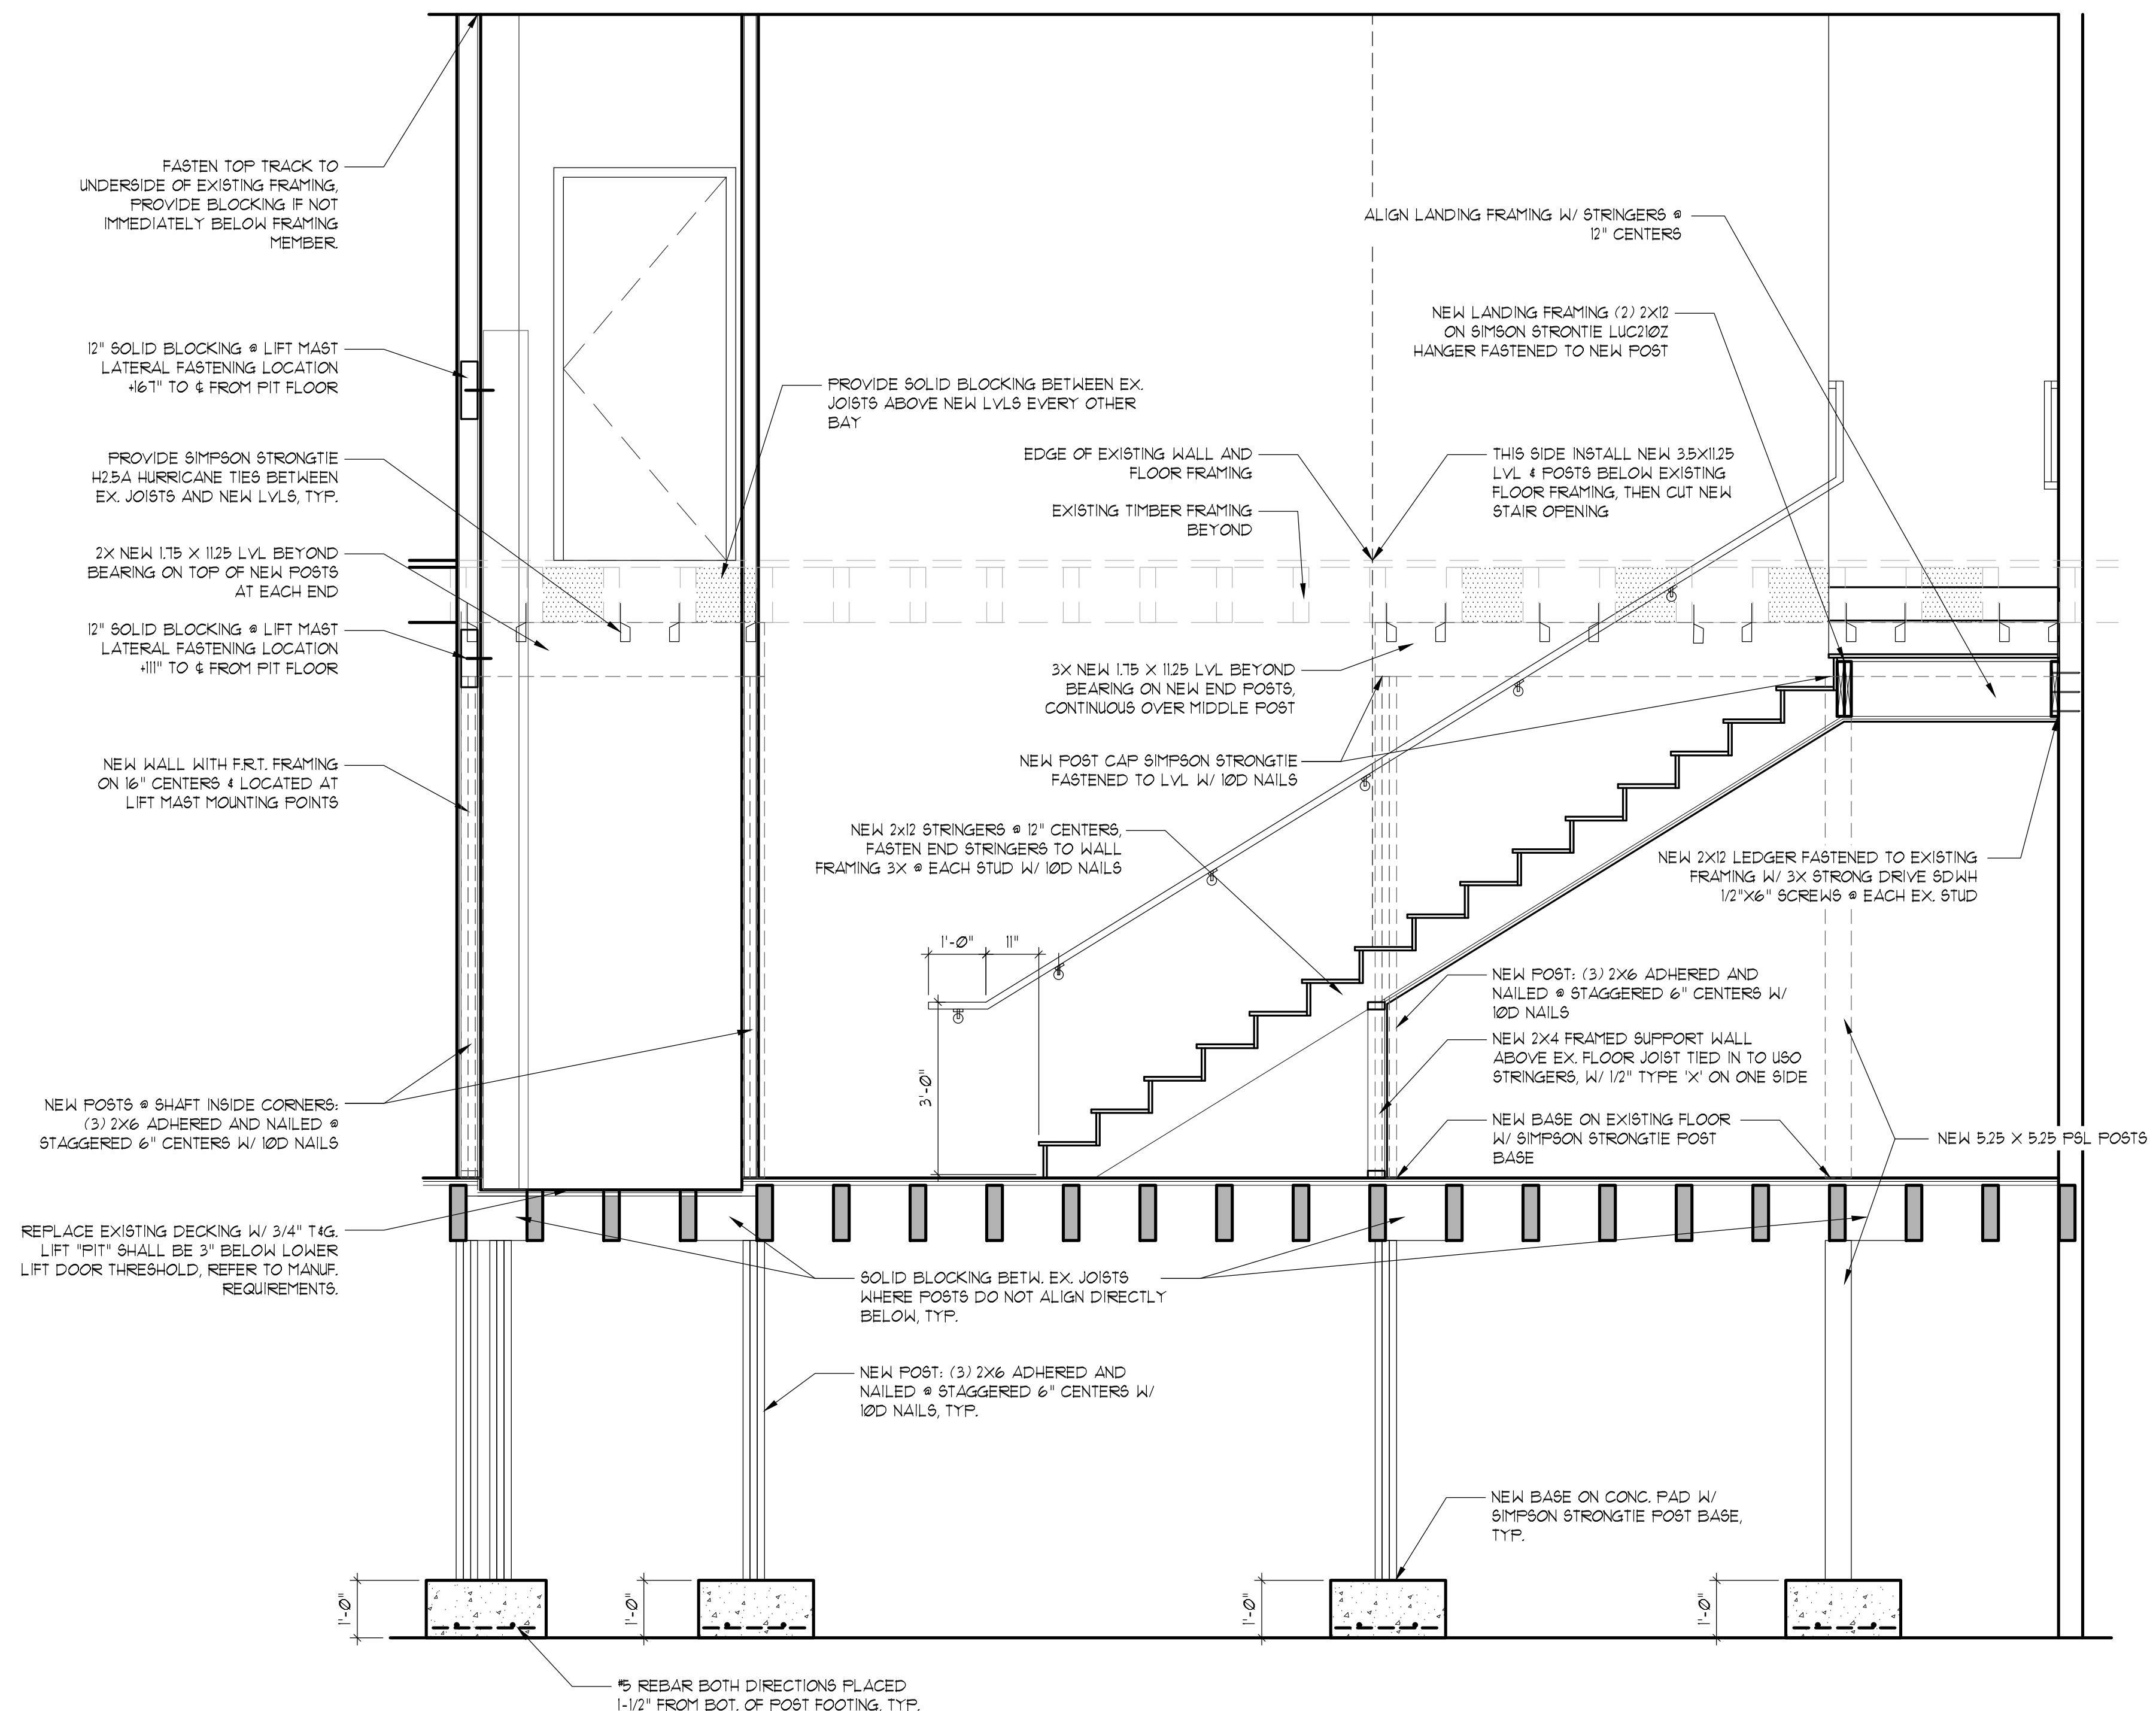 FASTEN TOP TRACK TO
UNDERSIDE OF EXISTING FRAMING,
PROVIDE BLOCKING IF NOT
IMMEDIATELY BELOW FRAMING
MEMBER.
12" SOLID BLOCKING @ LIFT MAST
LATERAL FASTENING LOCATION
+167" TO ℄ FROM PIT FLOOR
PROVIDE SIMPSON STRONGTIE
H2.5A HURRICANE TIES BETWEEN
EX. JOISTS AND NEW LVLS, TYP.
2X NEW 1.75 X 11.25 LVL BEYOND
BEARING ON TOP OF NEW POSTS
AT EACH END
12" SOLID BLOCKING @ LIFT MAST
LATERAL FASTENING LOCATION
+111" TO ℄ FROM PIT FLOOR
NEW WALL WITH F.R.T. FRAMING
ON 16" CENTERS & LOCATED AT
LIFT MAST MOUNTING POINTS
NEW POSTS @ SHAFT INSIDE CORNERS:
(3) 2X6 ADHERED AND NAILED @
STAGGERED 6" CENTERS W/ 10D NAILS
REPLACE EXISTING DECKING W/ 3/4" T&G.
LIFT "PIT" SHALL BE 3" BELOW LOWER
LIFT DOOR THRESHOLD, REFER TO MANUF.
REQUIREMENTS.
PROVIDE SOLID BLOCKING BETWEEN EX.
JOISTS ABOVE NEW LVLS EVERY OTHER
BAY
EDGE OF EXISTING WALL AND
FLOOR FRAMING
EXISTING TIMBER FRAMING
BEYOND
3X NEW 1.75 X 11.25 LVL BEYOND
BEARING ON NEW END POSTS,
CONTINUOUS OVER MIDDLE POST
NEW POST CAP SIMPSON STRONGTIE
FASTENED TO LVL W/ 10D NAILS
NEW 2x12 STRINGERS @ 12" CENTERS,
FASTEN END STRINGERS TO WALL
FRAMING 3X @ EACH STUD W/ 10D NAILS
1'-0"
11"
3'-0"
ALIGN LANDING FRAMING W/ STRINGERS @
12" CENTERS
NEW LANDING FRAMING (2) 2X12
ON SIMSON STRONTIE LUC210Z
HANGER FASTENED TO NEW POST
THIS SIDE INSTALL NEW 3.5X11.25
LVL & POSTS BELOW EXISTING
FLOOR FRAMING, THEN CUT NEW
STAIR OPENING
NEW 2X12 LEDGER FASTENED TO EXISTING
FRAMING W/ 3X STRONG DRIVE SDWH
1/2"X6" SCREWS @ EACH EX. STUD
NEW POST: (3) 2X6 ADHERED AND
NAILED @ STAGGERED 6" CENTERS W/
10D NAILS
NEW 2X4 FRAMED SUPPORT WALL
ABOVE EX. FLOOR JOIST TIED IN TO USO
STRINGERS, W/ 1/2" TYPE 'X' ON ONE SIDE
NEW BASE ON EXISTING FLOOR
W/ SIMPSON STRONGTIE POST
BASE
NEW 5.25 X 5.25 PSL POSTS
SOLID BLOCKING BETW. EX. JOISTS
WHERE POSTS DO NOT ALIGN DIRECTLY
BELOW, TYP.
NEW POST: (3) 2X6 ADHERED AND
NAILED @ STAGGERED 6" CENTERS W/
10D NAILS, TYP.
NEW BASE ON CONC. PAD W/
SIMPSON STRONGTIE POST BASE,
TYP.
1'-0"
1'-0"
1'-0"
1'-0"
#5 REBAR BOTH DIRECTIONS PLACED
1-1/2" FROM BOT. OF POST FOOTING. TYP.